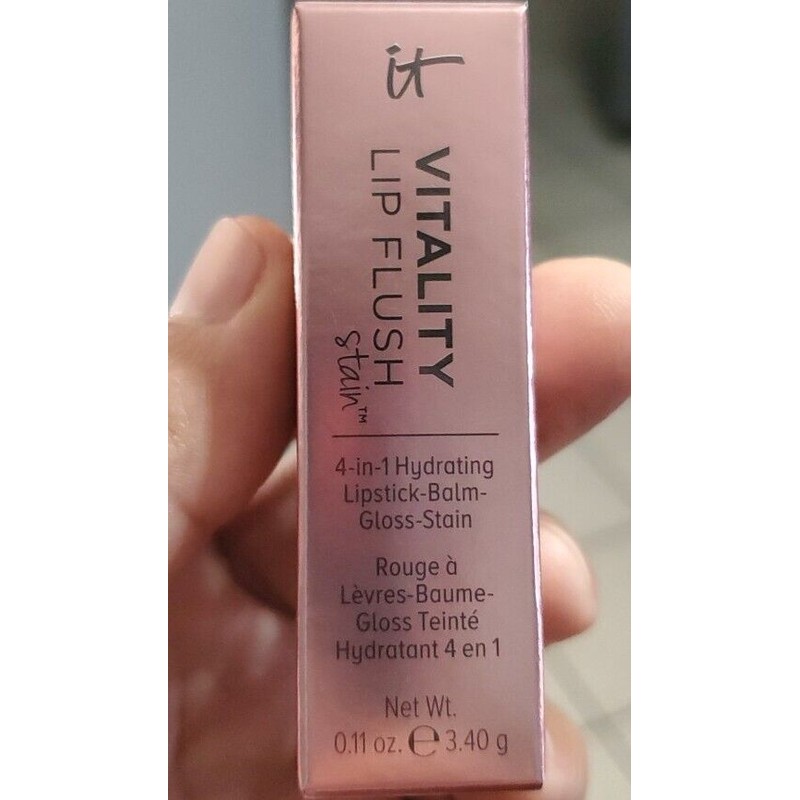 it
VITALITY
LIP FLUSH
stain™
4-in-1 Hydrating
Lipstick-Balm-
Gloss-Stain
Rouge à
Lèvres-Baume-
Gloss Teinté
Hydratant 4 en 1
Net Wt.
0.11 oz. ℮ 3.40 g